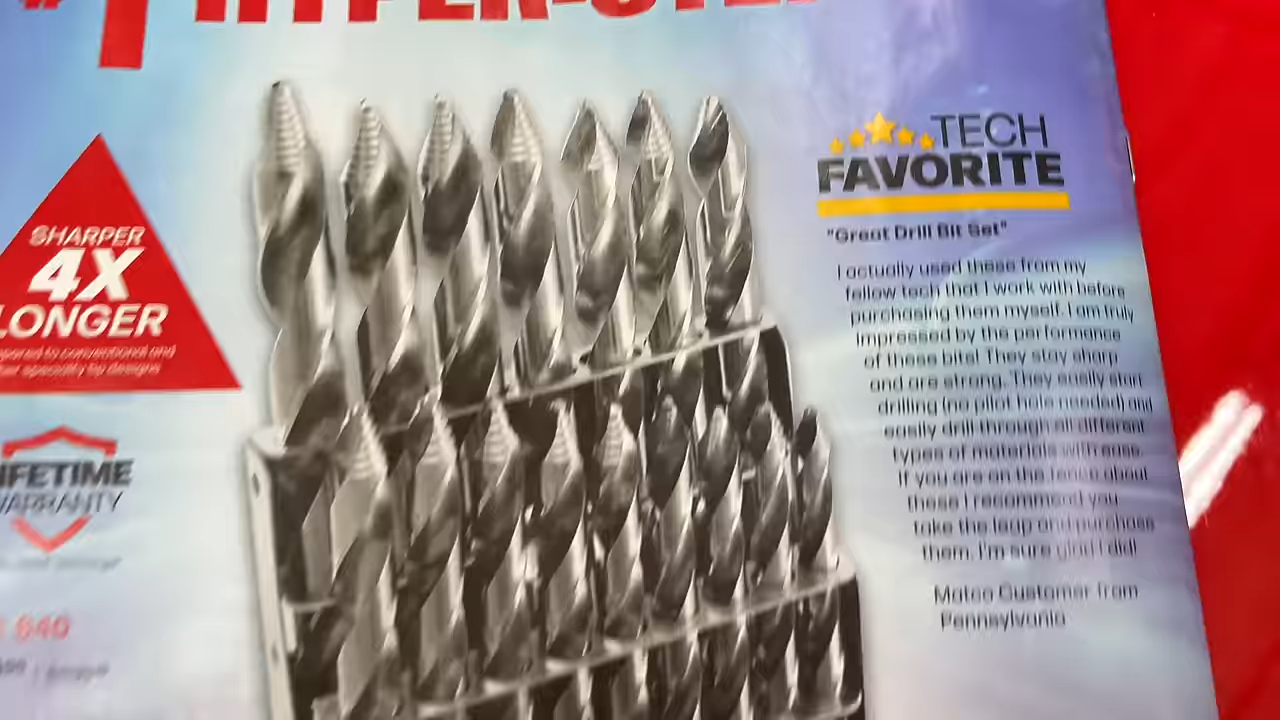 #1
SHARPER
4X
LONGER
LIFETIME
WARRANTY
640
TECH
FAVORITE
"Great Drill Bit Set"
I actually used these from my
fellow tech that I work with before
purchasing them myself. I am truly
impressed by the performance
of these bits! They stay sharp
and are strong. They easily start
drilling (no pilot hole needed) and
easily drill through all different
types of materials with ease.
If you are on the fence about
these I recommend you
take the leap and purchase
them. I'm sure glad I did!
Matco Customer from
Pennsylvania